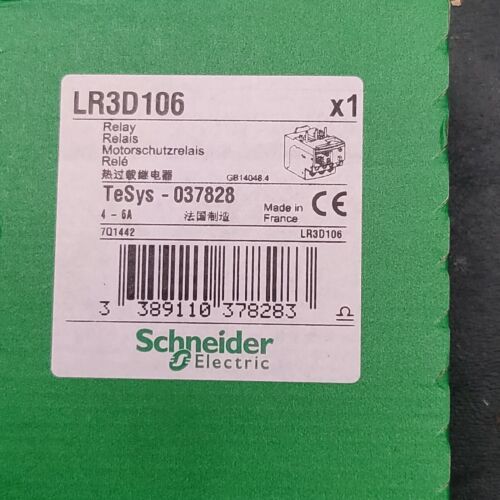 LR3D106 x1
Relay
Relais
Motorschutzrelais
Relé
热过载继电器 GB14048.4
TeSys - 037828
4 - 6A 法国制造 Made in France CE
7Q1442 LR3D106
3 389110 378283
Schneider
Electric